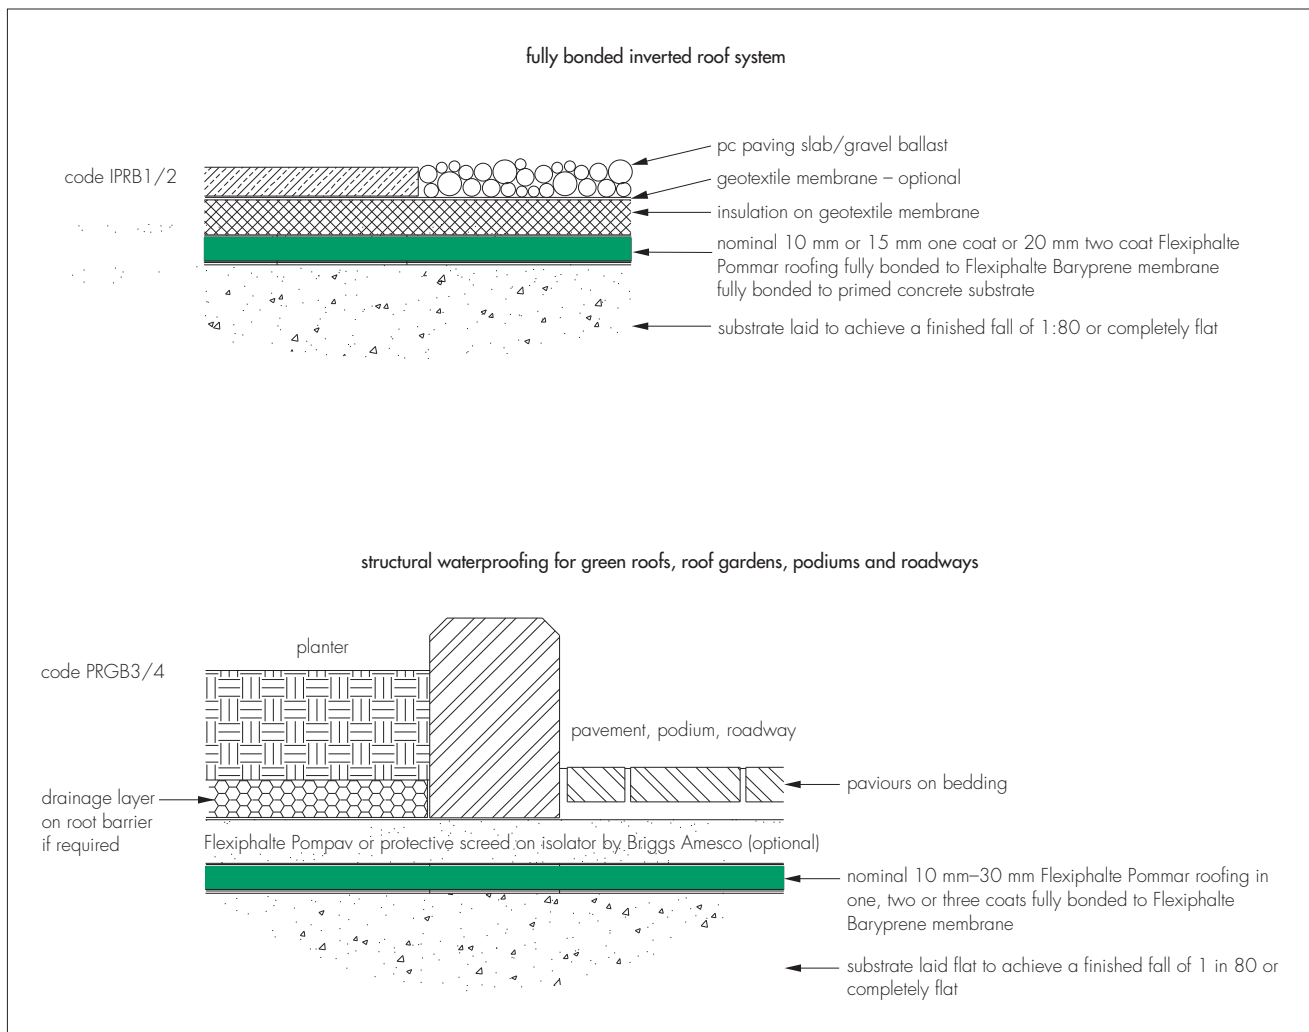 fully bonded inverted roof system
code IPRB1/2
pc paving slab/gravel ballast
geotextile membrane – optional
insulation on geotextile membrane
nominal 10 mm or 15 mm one coat or 20 mm two coat Flexiphalte
Pommar roofing fully bonded to Flexiphalte Baryprene membrane
fully bonded to primed concrete substrate
substrate laid to achieve a finished fall of 1:80 or completely flat
structural waterproofing for green roofs, roof gardens, podiums and roadways
planter
code PRGB3/4
pavement, podium, roadway
paviours on bedding
drainage layer
on root barrier
if required
Flexiphalte Pompav or protective screed on isolator by Briggs Amesco (optional)
nominal 10 mm–30 mm Flexiphalte Pommar roofing in
one, two or three coats fully bonded to Flexiphalte
Baryprene membrane
substrate laid flat to achieve a finished fall of 1 in 80 or
completely flat